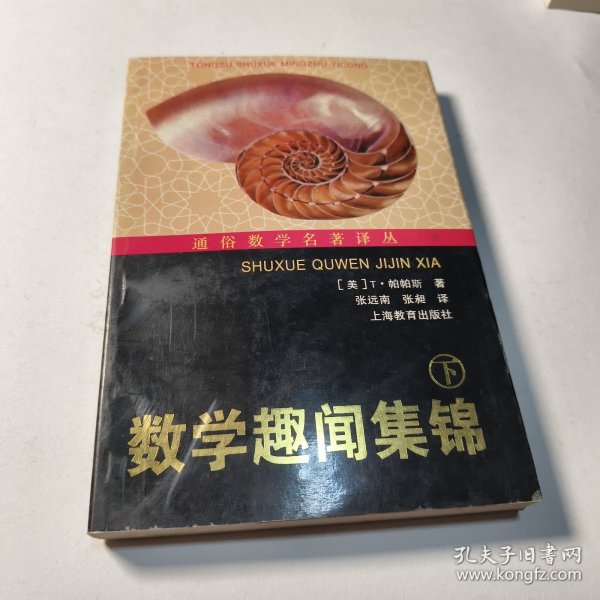 TONGSU SHUXUE MINGZHU YICONG
通俗数学名著译丛
SHUXUE QUWEN JIJIN XIA
［美］T·帕帕斯 著
张远南 张昶 译
上海教育出版社
下
数学趣闻集锦
孔夫子旧书网
www.kongfz.com